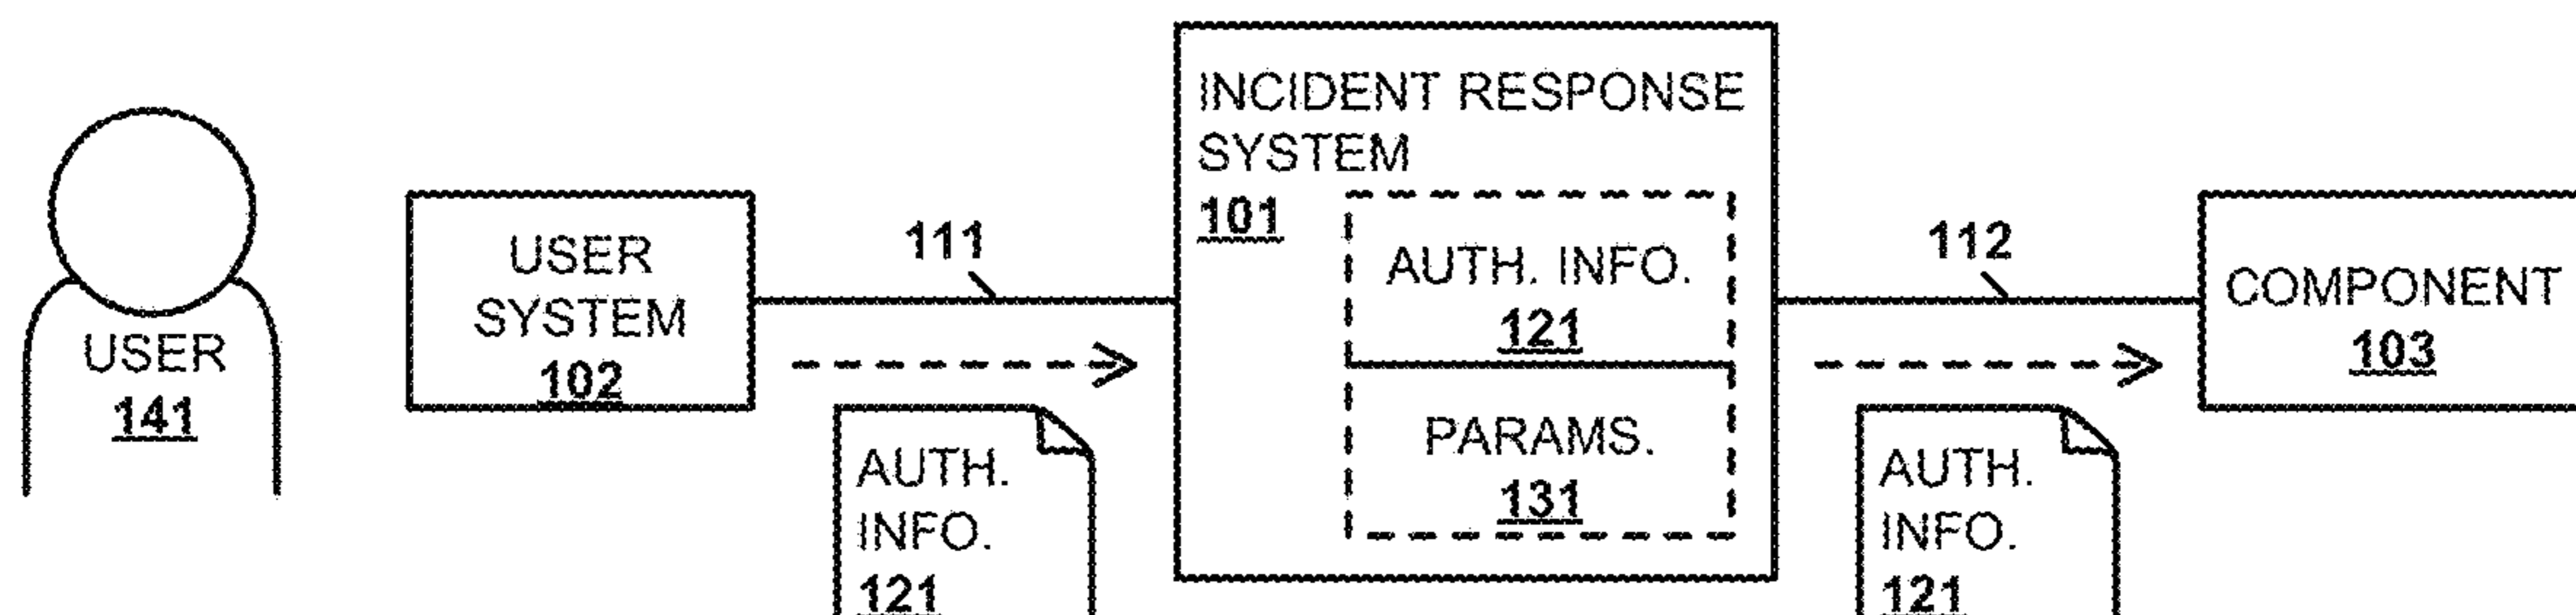 USER
141
USER
SYSTEM
102
111
AUTH.
INFO.
121
INCIDENT RESPONSE
SYSTEM
101
AUTH. INFO.
121
PARAMS.
131
112
AUTH.
INFO.
121
COMPONENT
103